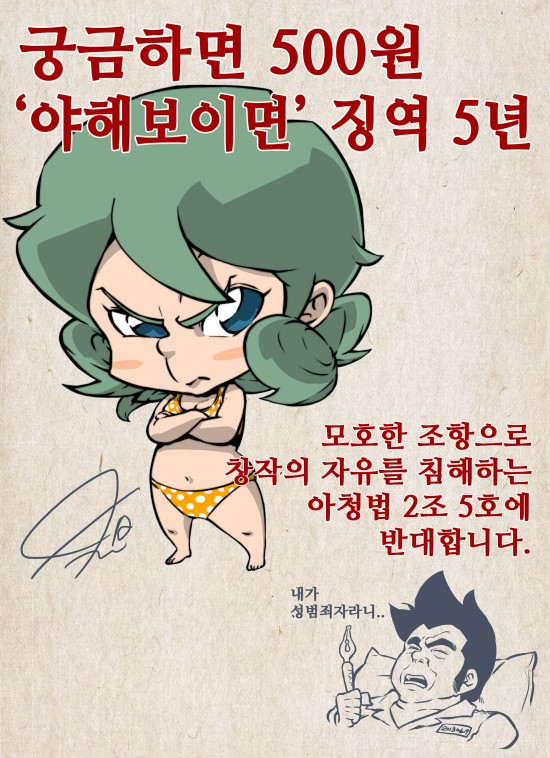 궁금하면 500원
‘야해보이면’ 징역 5년
모호한 조항으로
창작의 자유를 침해하는
아청법 2조 5호에
반대합니다.
내가
성범죄자라니..